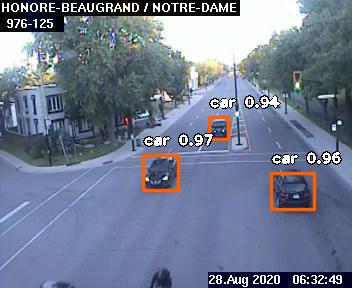 HONORE-BEAUGRAND / NOTRE-DAME
976-125
car 0.94
car 0.97
car 0.96
28.Aug 2020 06:32:49